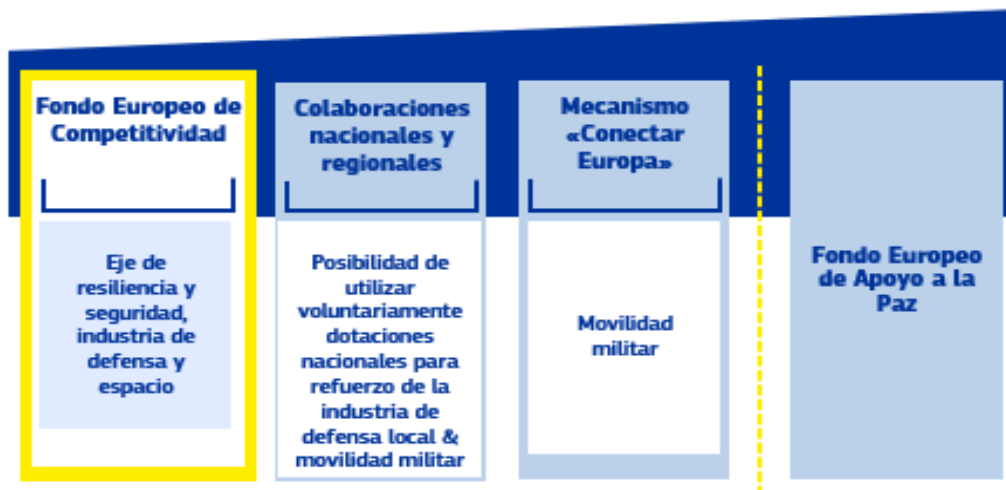 Fondo Europeo de
Competitividad
Eje de
resiliencia y
seguridad,
industria de
defensa y
espacio
Colaboraciones
nacionales y
regionales
Posibilidad de
utilizar
voluntariamente
dotaciones
nacionales para
refuerzo de la
industria de
defensa local &
movilidad militar
Mecanismo
«Conectar
Europa»
Movilidad
militar
Fondo Europeo
de Apoyo a la
Paz